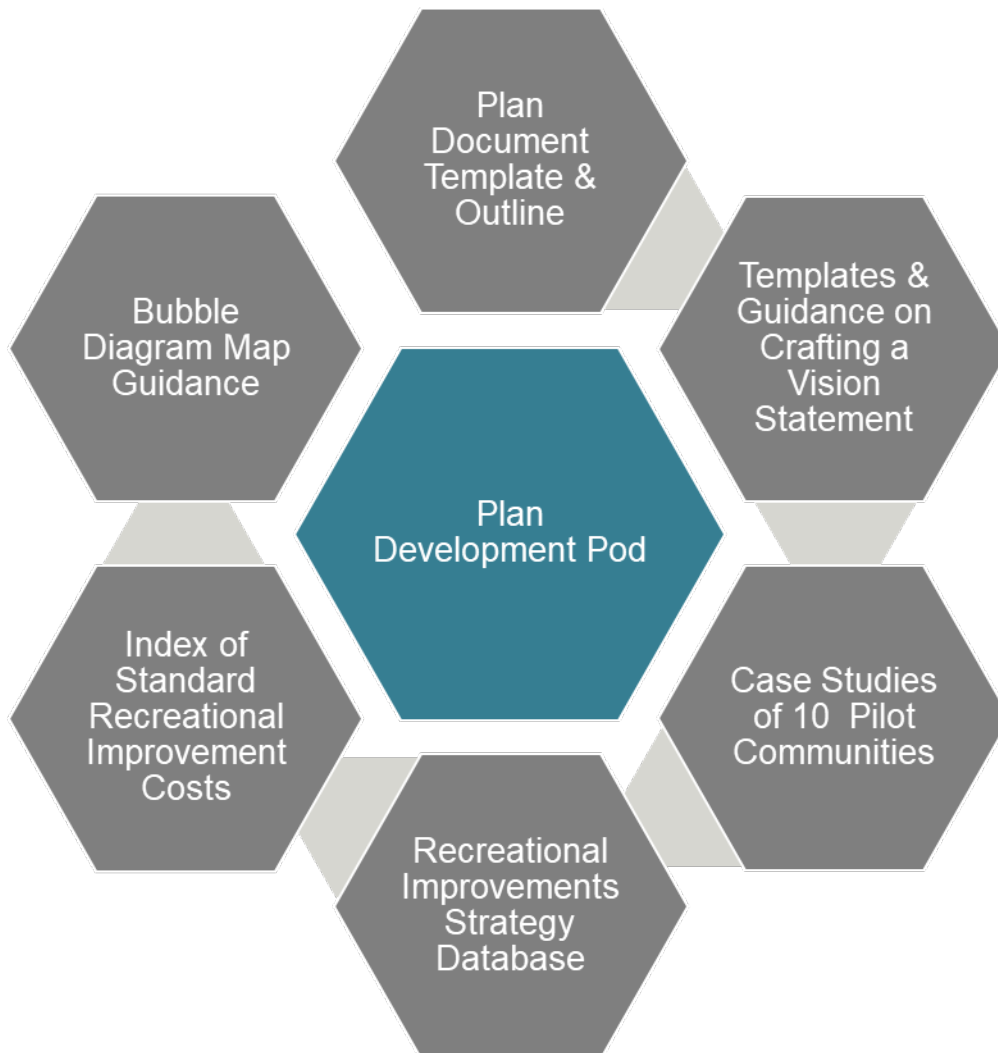 Plan
Document
Template &
Outline
Templates &
Guidance on
Crafting a
Vision
Statement
Case Studies
of 10 Pilot
Communities
Recreational
Improvements
Strategy
Database
Index of
Standard
Recreational
Improvement
Costs
Bubble
Diagram Map
Guidance
Plan
Development Pod